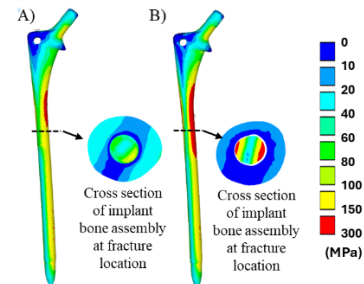 A)
B)
Cross section
of implant
bone assembly
at fracture
location
Cross section
of implant
bone assembly
at fracture
location
0
10
20
40
60
80
100
150
300
(MPa)